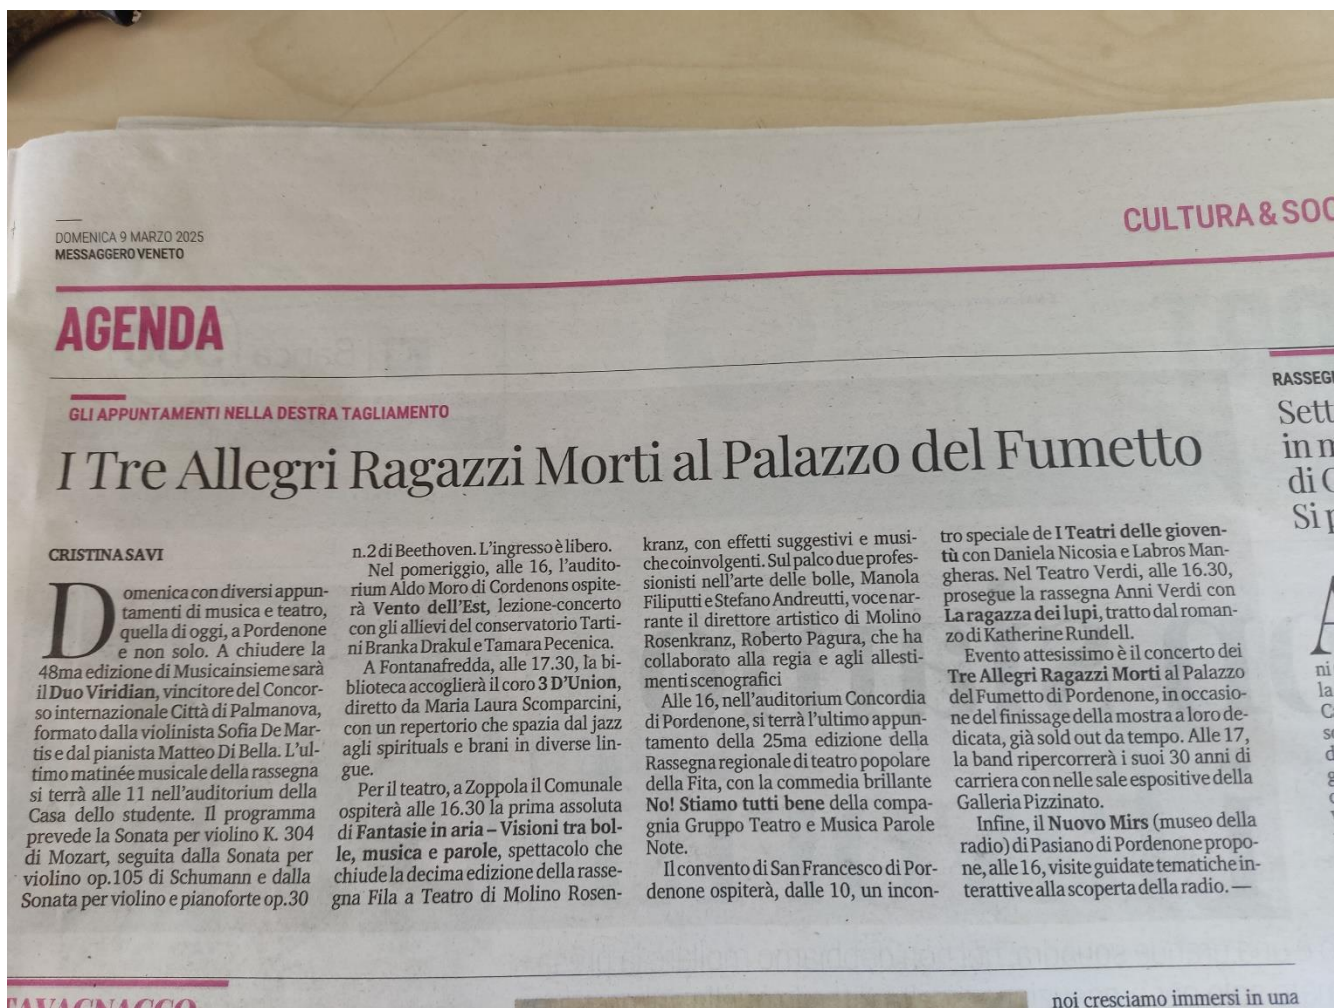 DOMENICA 9 MARZO 2025
MESSAGGERO VENETO
CULTURA & SOC
AGENDA
GLI APPUNTAMENTI NELLA DESTRA TAGLIAMENTO
I Tre Allegri Ragazzi Morti al Palazzo del Fumetto
CRISTINA SAVI
Domenica con diversi appun-
tamenti di musica e teatro,
quella di oggi, a Pordenone
e non solo. A chiudere la
48ma edizione di Musicainsieme sarà
il Duo Viridian, vincitore del Concor-
so internazionale Città di Palmanova,
formato dalla violinista Sofia De Mar-
tis e dal pianista Matteo Di Bella. L'ul-
timo matinée musicale della rassegna
si terrà alle 11 nell'auditorium della
Casa dello studente. Il programma
prevede la Sonata per violino K. 304
di Mozart, seguita dalla Sonata per
violino op.105 di Schumann e dalla
Sonata per violino e pianoforte op.30
n.2 di Beethoven. L'ingresso è libero.
Nel pomeriggio, alle 16, l'audito-
rium Aldo Moro di Cordenons ospite-
rà Vento dell'Est, lezione-concerto
con gli allievi del conservatorio Tarti-
ni Branka Drakul e Tamara Pecenica.
A Fontanafredda, alle 17.30, la bi-
blioteca accoglierà il coro 3 D'Union,
diretto da Maria Laura Scomparcini,
con un repertorio che spazia dal jazz
agli spirituals e brani in diverse lin-
gue.
Per il teatro, a Zoppola il Comunale
ospiterà alle 16.30 la prima assoluta
di Fantasie in aria – Visioni tra bol-
le, musica e parole, spettacolo che
chiude la decima edizione della rasse-
gna Fila a Teatro di Molino Rosen-
kranz, con effetti suggestivi e musi-
che coinvolgenti. Sul palco due profes-
sionisti nell'arte delle bolle, Manola
Filiputti e Stefano Andreutti, voce nar-
rante il direttore artistico di Molino
Rosenkranz, Roberto Pagura, che ha
collaborato alla regia e agli allesti-
menti scenografici
Alle 16, nell'auditorium Concordia
di Pordenone, si terrà l'ultimo appun-
tamento della 25ma edizione della
Rassegna regionale di teatro popolare
della Fita, con la commedia brillante
No! Stiamo tutti bene della compa-
gnia Gruppo Teatro e Musica Parole
Note.
Il convento di San Francesco di Por-
denone ospiterà, dalle 10, un incon-
tro speciale de I Teatri delle gioven-
tù con Daniela Nicosia e Labros Man-
gheras. Nel Teatro Verdi, alle 16.30,
prosegue la rassegna Anni Verdi con
La ragazza dei lupi, tratto dal roman-
zo di Katherine Rundell.
Evento attesissimo è il concerto dei
Tre Allegri Ragazzi Morti al Palazzo
del Fumetto di Pordenone, in occasio-
ne del finissage della mostra a loro de-
dicata, già sold out da tempo. Alle 17,
la band ripercorrerà i suoi 30 anni di
carriera con nelle sale espositive della
Galleria Pizzinato.
Infine, il Nuovo Mirs (museo della
radio) di Pasiano di Pordenone propo-
ne, alle 16, visite guidate tematiche in-
terattive alla scoperta della radio. —
RASSEG
Sett
in n
di C
Si p
A
ni
la
noi cresciamo immersi in una